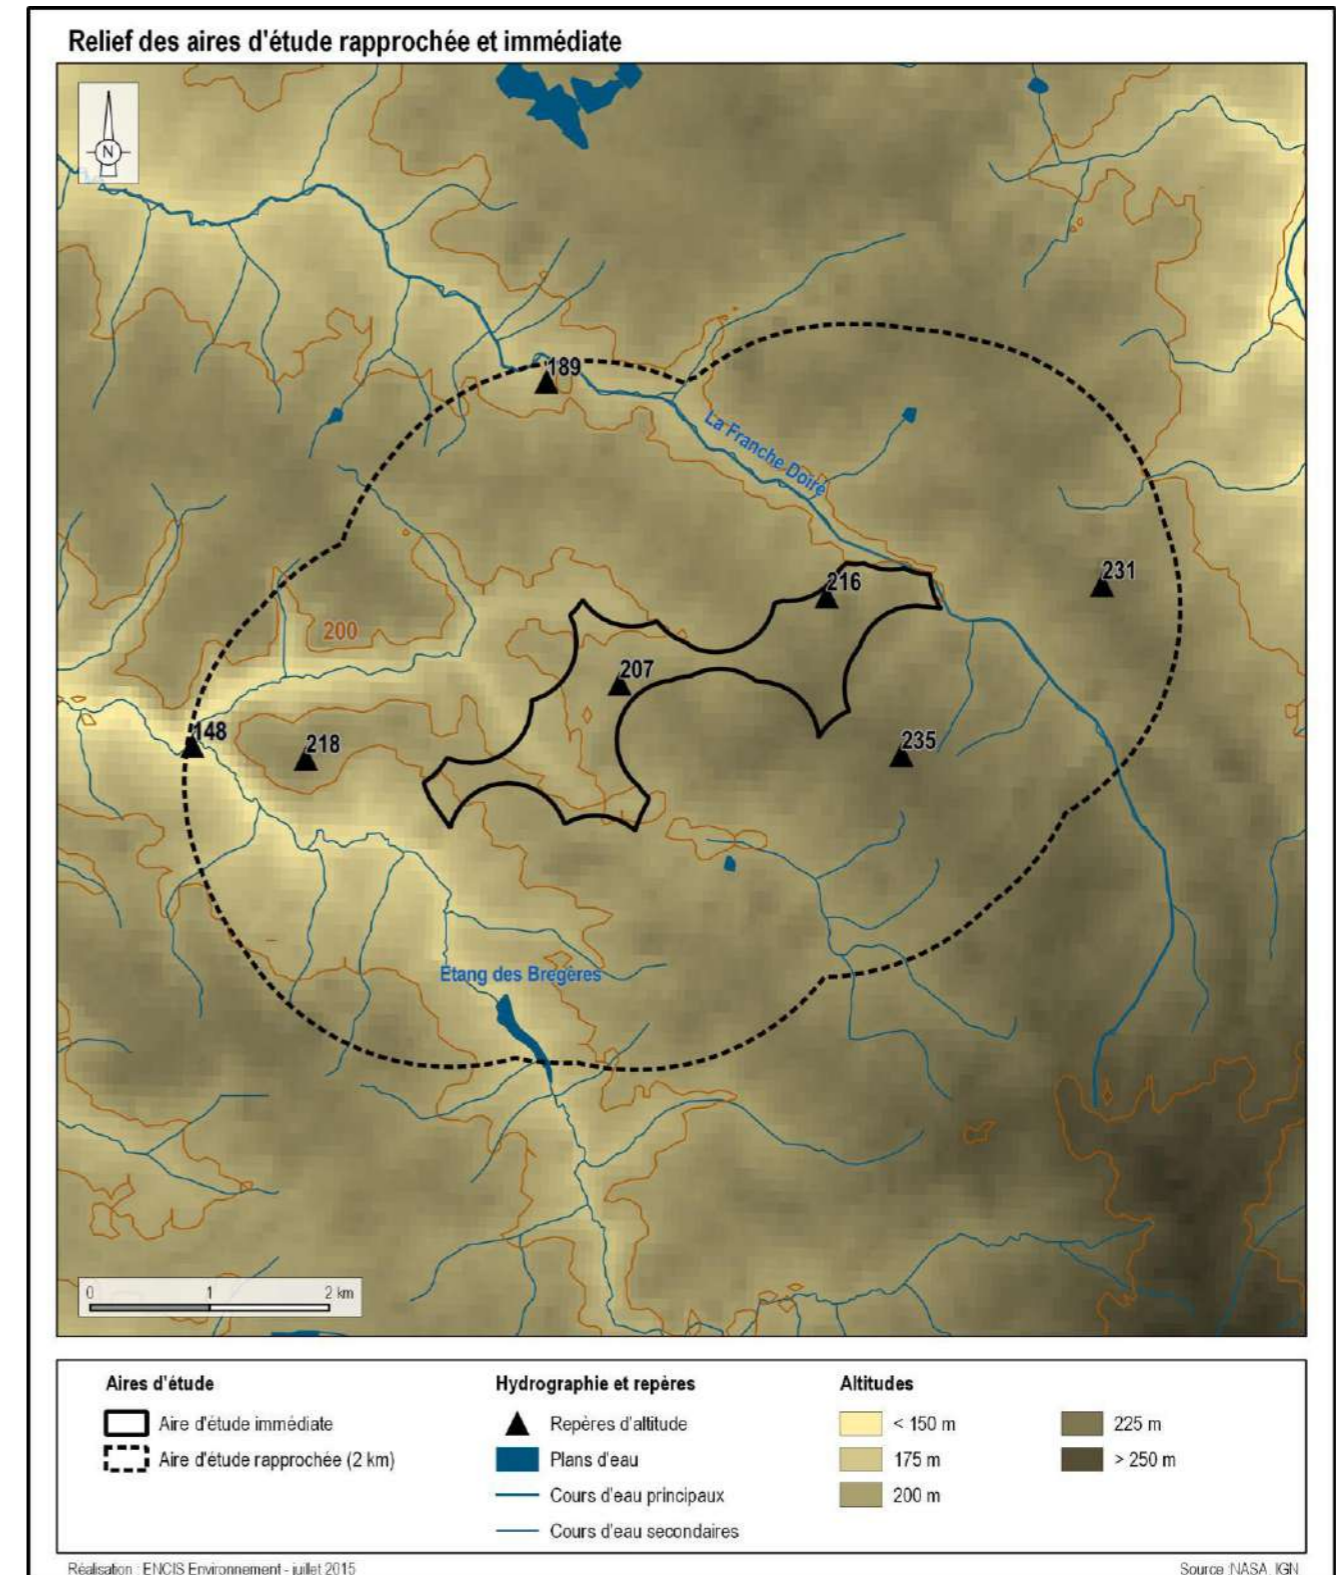 Relief des aires d'étude rapprochée et immédiate
N
189
La Franche Doire
216
231
200
207
148
218
235
Etang des Bregères
0 1 2 km
Aires d'étude
Aire d'étude immédiate
Aire d'étude rapprochée (2 km)
Hydrographie et repères
Repères d'altitude
Plans d'eau
Cours d'eau principaux
Cours d'eau secondaires
Altitudes
< 150 m
175 m
200 m
225 m
> 250 m
Réalisation : ENCIS Environnement - juillet 2015
Source :NASA, IGN